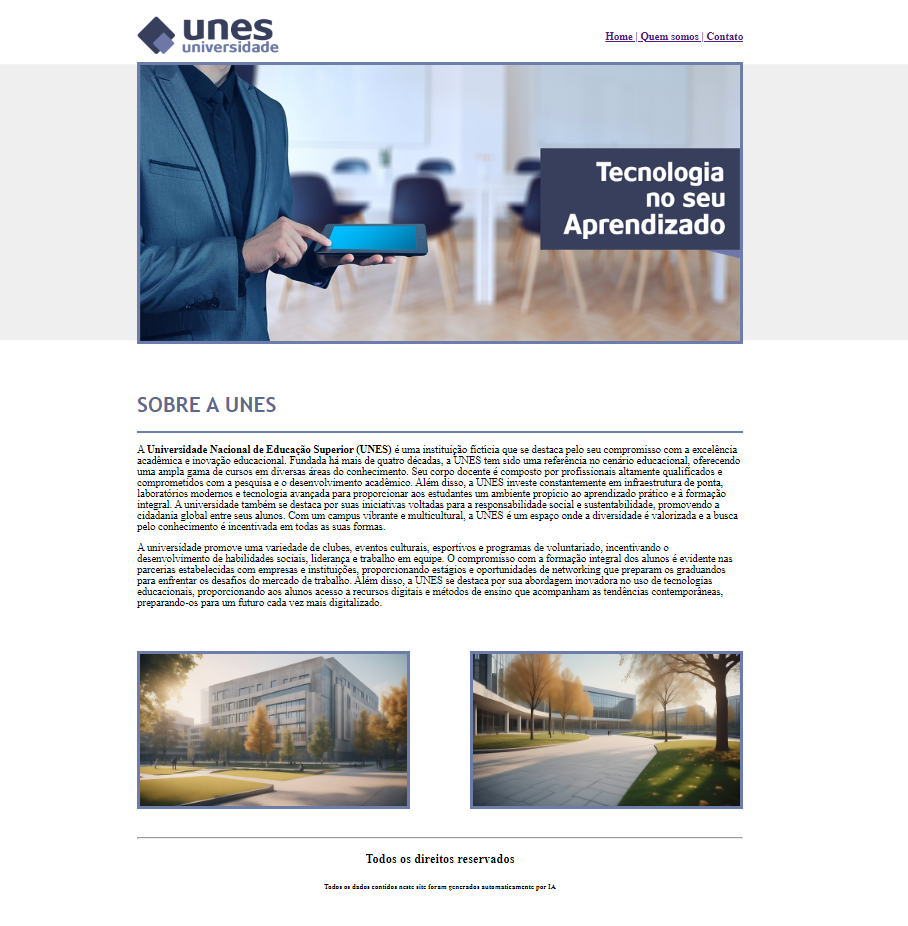 unes
universidade
Home | Quem somos | Contato
Tecnologia
no seu
Aprendizado
SOBRE A UNES
A Universidade Nacional de Educação Superior (UNES) é uma instituição fictícia que se destaca pelo seu compromisso com a excelência
acadêmica e inovação educacional. Fundada há mais de quatro décadas, a UNES tem sido uma referência no cenário educacional, oferecendo
uma ampla gama de cursos em diversas áreas do conhecimento. Seu corpo docente é composto por profissionais altamente qualificados e
comprometidos com a pesquisa e o desenvolvimento acadêmico. Além disso, a UNES investe constantemente em infraestrutura de ponta,
laboratórios modernos e tecnologia avançada para proporcionar aos estudantes um ambiente propício ao aprendizado prático e à formação
integral. A universidade também se destaca por suas iniciativas voltadas para a responsabilidade social e sustentabilidade, promovendo a
cidadania global entre seus alunos. Com um campus vibrante e multicultural, a UNES é um espaço onde a diversidade é valorizada e a busca
pelo conhecimento é incentivada em todas as suas formas.
A universidade promove uma variedade de clubes, eventos culturais, esportivos e programas de voluntariado, incentivando o
desenvolvimento de habilidades sociais, liderança e trabalho em equipe. O compromisso com a formação integral dos alunos é evidente nas
parcerias estabelecidas com empresas e instituições, proporcionando estágios e oportunidades de networking que preparam os graduandos
para enfrentar os desafios do mercado de trabalho. Além disso, a UNES se destaca por sua abordagem inovadora no uso de tecnologias
educacionais, proporcionando aos alunos acesso a recursos digitais e métodos de ensino que acompanham as tendências contemporâneas,
preparando-os para um futuro cada vez mais digitalizado.
Todos os direitos reservados
Todos os dados contidos neste site foram generados automaticamente por IA